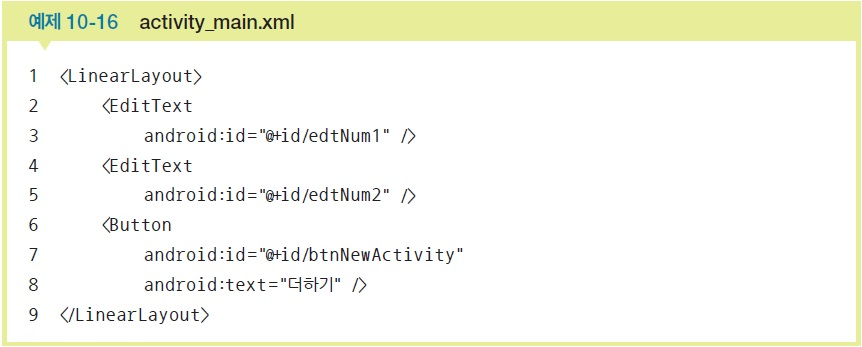 예제 10-16 activity_main.xml
1 <LinearLayout>
2 <EditText
3 android:id="@+id/edtNum1" />
4 <EditText
5 android:id="@+id/edtNum2" />
6 <Button
7 android:id="@+id/btnNewActivity"
8 android:text="더하기" />
9 </LinearLayout>